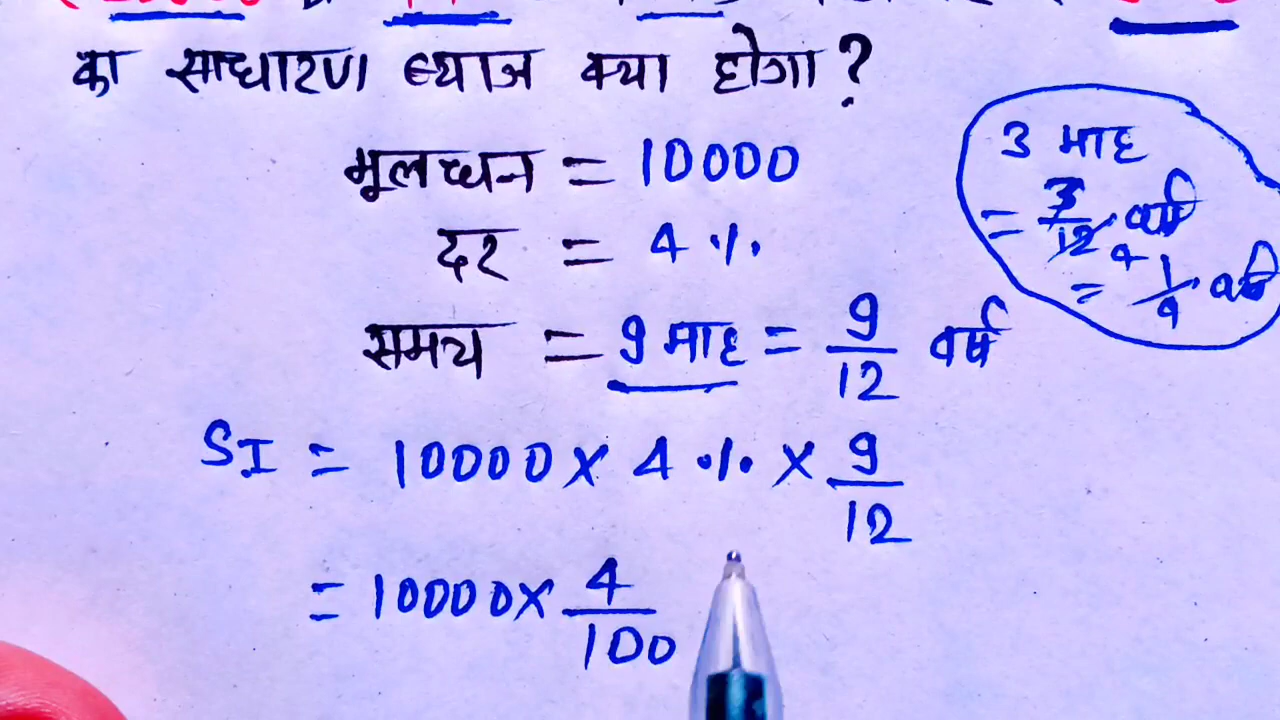 का साधारण ब्याज क्या होगा?
मूलधन = 10000
दर = 4%
समय = 9 माह = 9/12 वर्ष
3 माह
= 3/12 4 वर्ष
= 1/4 वर्ष
SI = 10000 × 4% × 9/12
= 10000 × 4/100